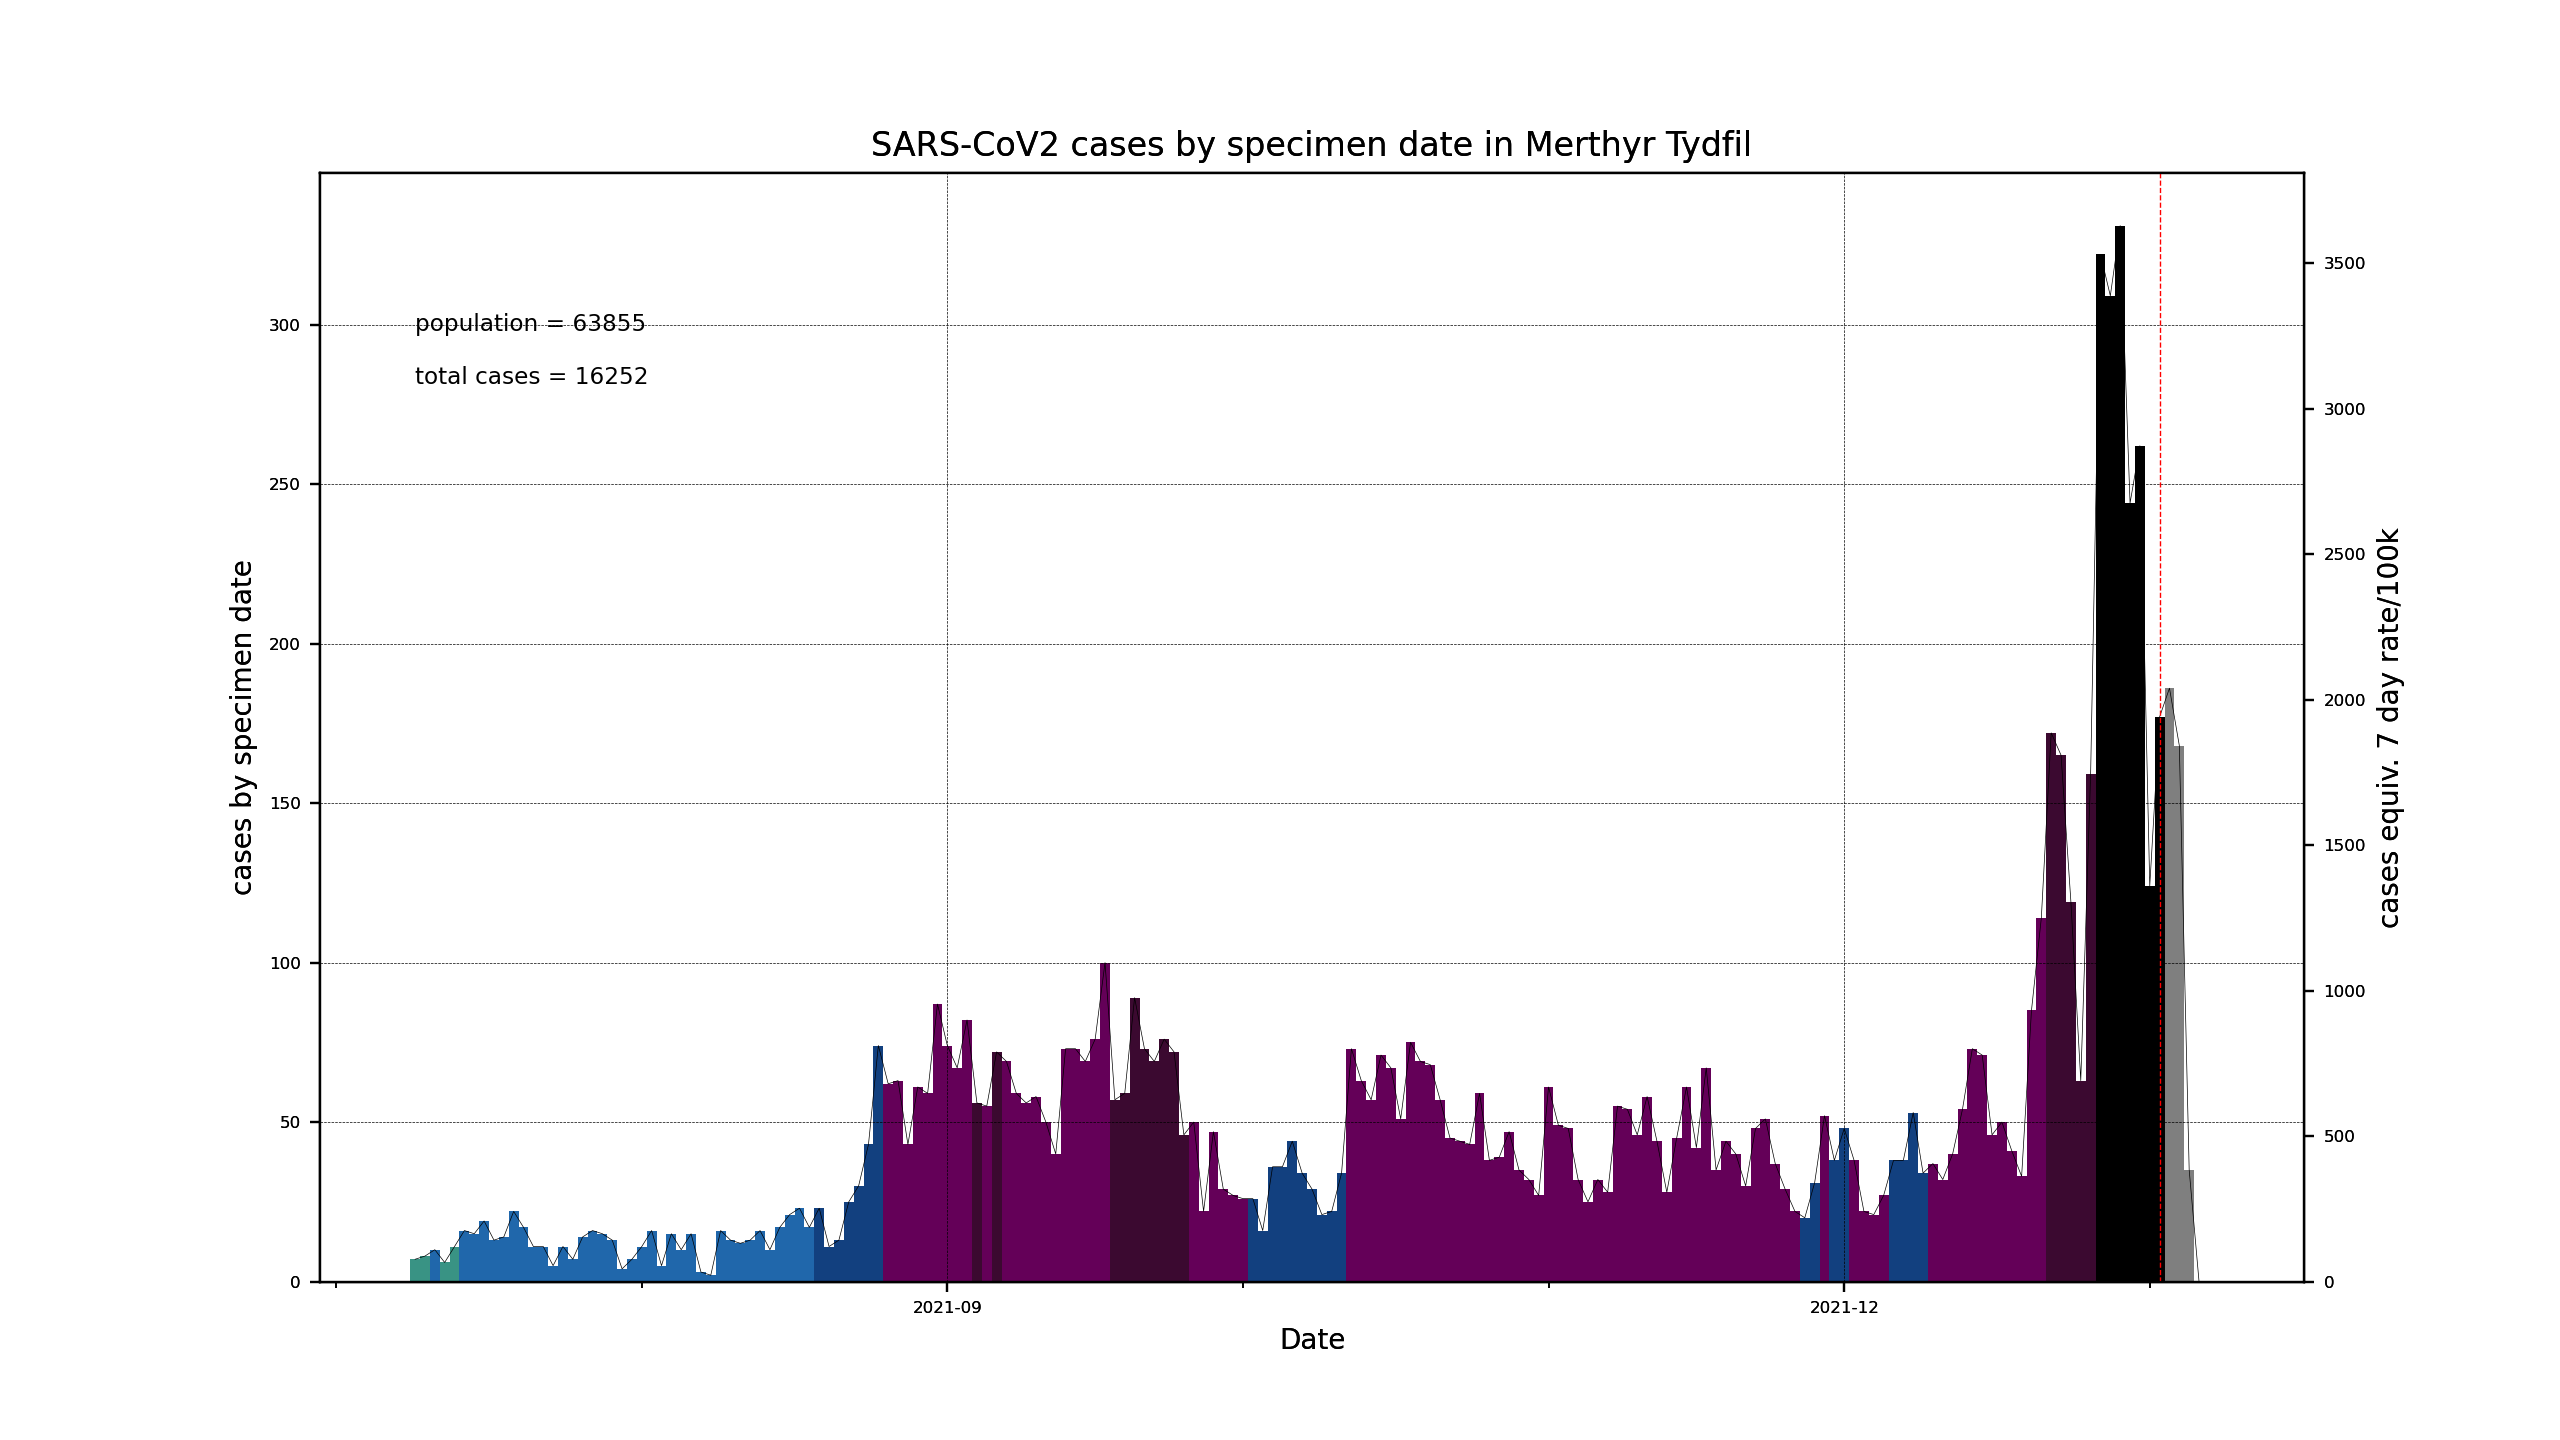 SARS-CoV2 cases by specimen date in Merthyr Tydfil
population = 63855
total cases = 16252
cases by specimen date
300
250
200
150
100
50
0
3500
3000
2500
2000
1500
1000
500
0
cases equiv. 7 day rate/100k
2021-09
2021-12
Date